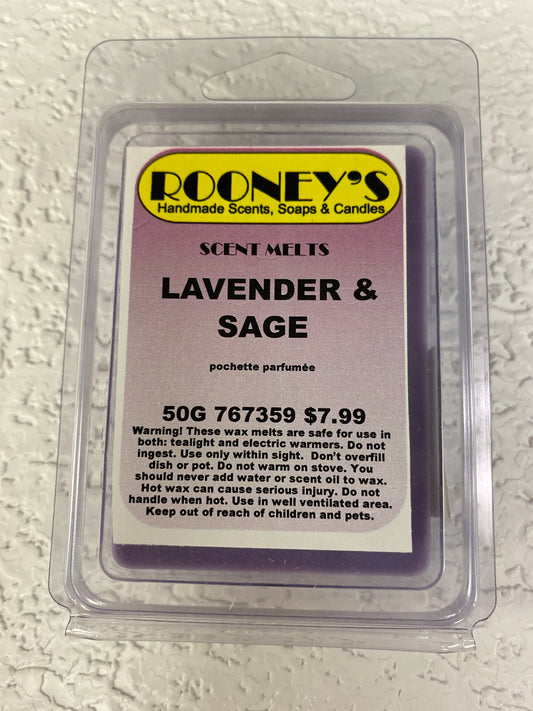 ROONEY'S
Handmade Scents, Soaps & Candles
SCENT MELTS
LAVENDER &
SAGE
pochette parfumée
50G 767359 $7.99
Warning! These wax melts are safe for use in
both: tealight and electric warmers. Do not
ingest. Use only within sight. Don't overfill
dish or pot. Do not warm on stove. You
should never add water or scent oil to wax.
Hot wax can cause serious injury. Do not
handle when hot. Use in well ventilated area.
Keep out of reach of children and pets.